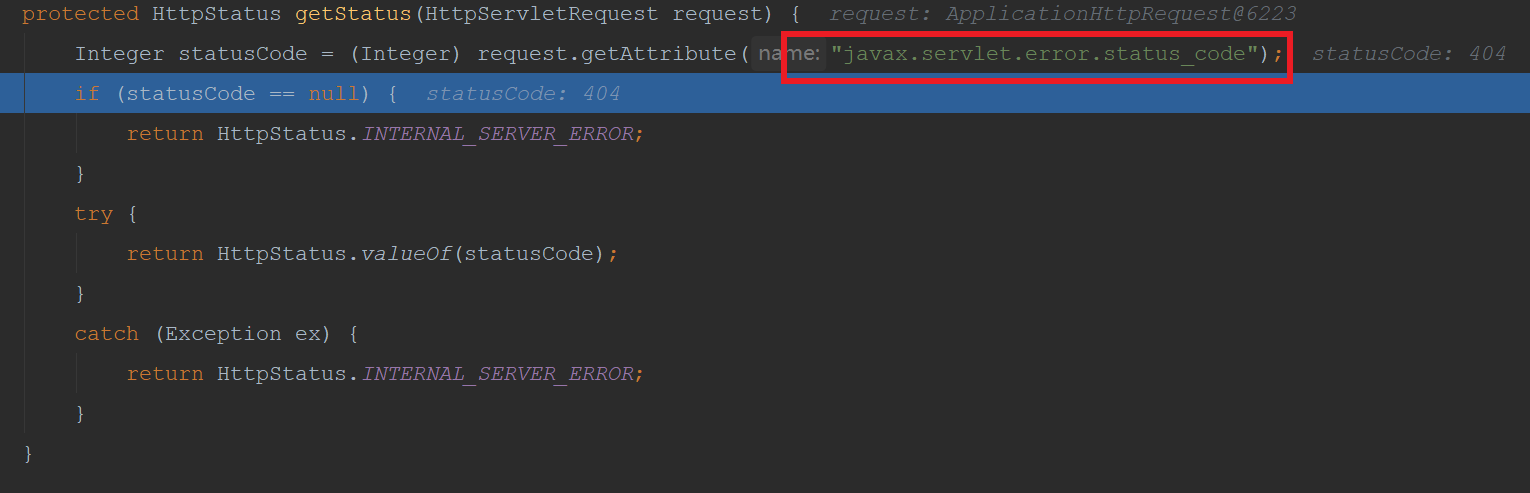 protected HttpStatus getStatus(HttpServletRequest request) {  request: ApplicationHttpRequest@6223
Integer statusCode = (Integer) request.getAttribute( name: "javax.servlet.error.status_code");  statusCode: 404
if (statusCode == null) {  statusCode: 404
return HttpStatus.INTERNAL_SERVER_ERROR;
}
try {
return HttpStatus.valueOf(statusCode);
}
catch (Exception ex) {
return HttpStatus.INTERNAL_SERVER_ERROR;
}
}